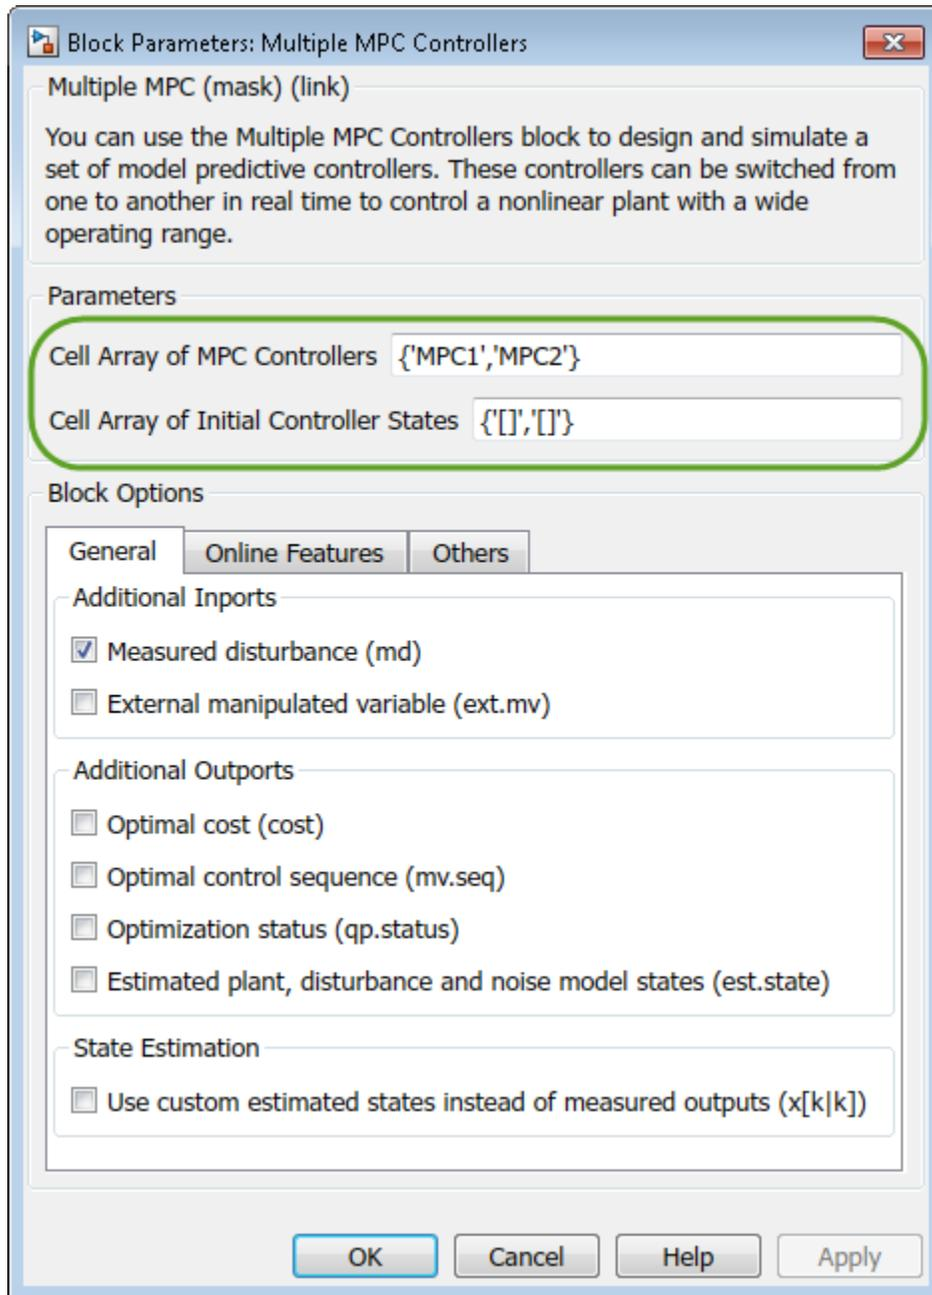 Block Parameters: Multiple MPC Controllers
Multiple MPC (mask) (link)
You can use the Multiple MPC Controllers block to design and simulate a
set of model predictive controllers. These controllers can be switched from
one to another in real time to control a nonlinear plant with a wide
operating range.
Parameters
Cell Array of MPC Controllers {'MPC1','MPC2'}
Cell Array of Initial Controller States {'[]','[]'}
Block Options
General Online Features Others
Additional Inports
Measured disturbance (md)
External manipulated variable (ext.mv)
Additional Outports
Optimal cost (cost)
Optimal control sequence (mv.seq)
Optimization status (qp.status)
Estimated plant, disturbance and noise model states (est.state)
State Estimation
Use custom estimated states instead of measured outputs (x[k|k])
OK Cancel Help Apply